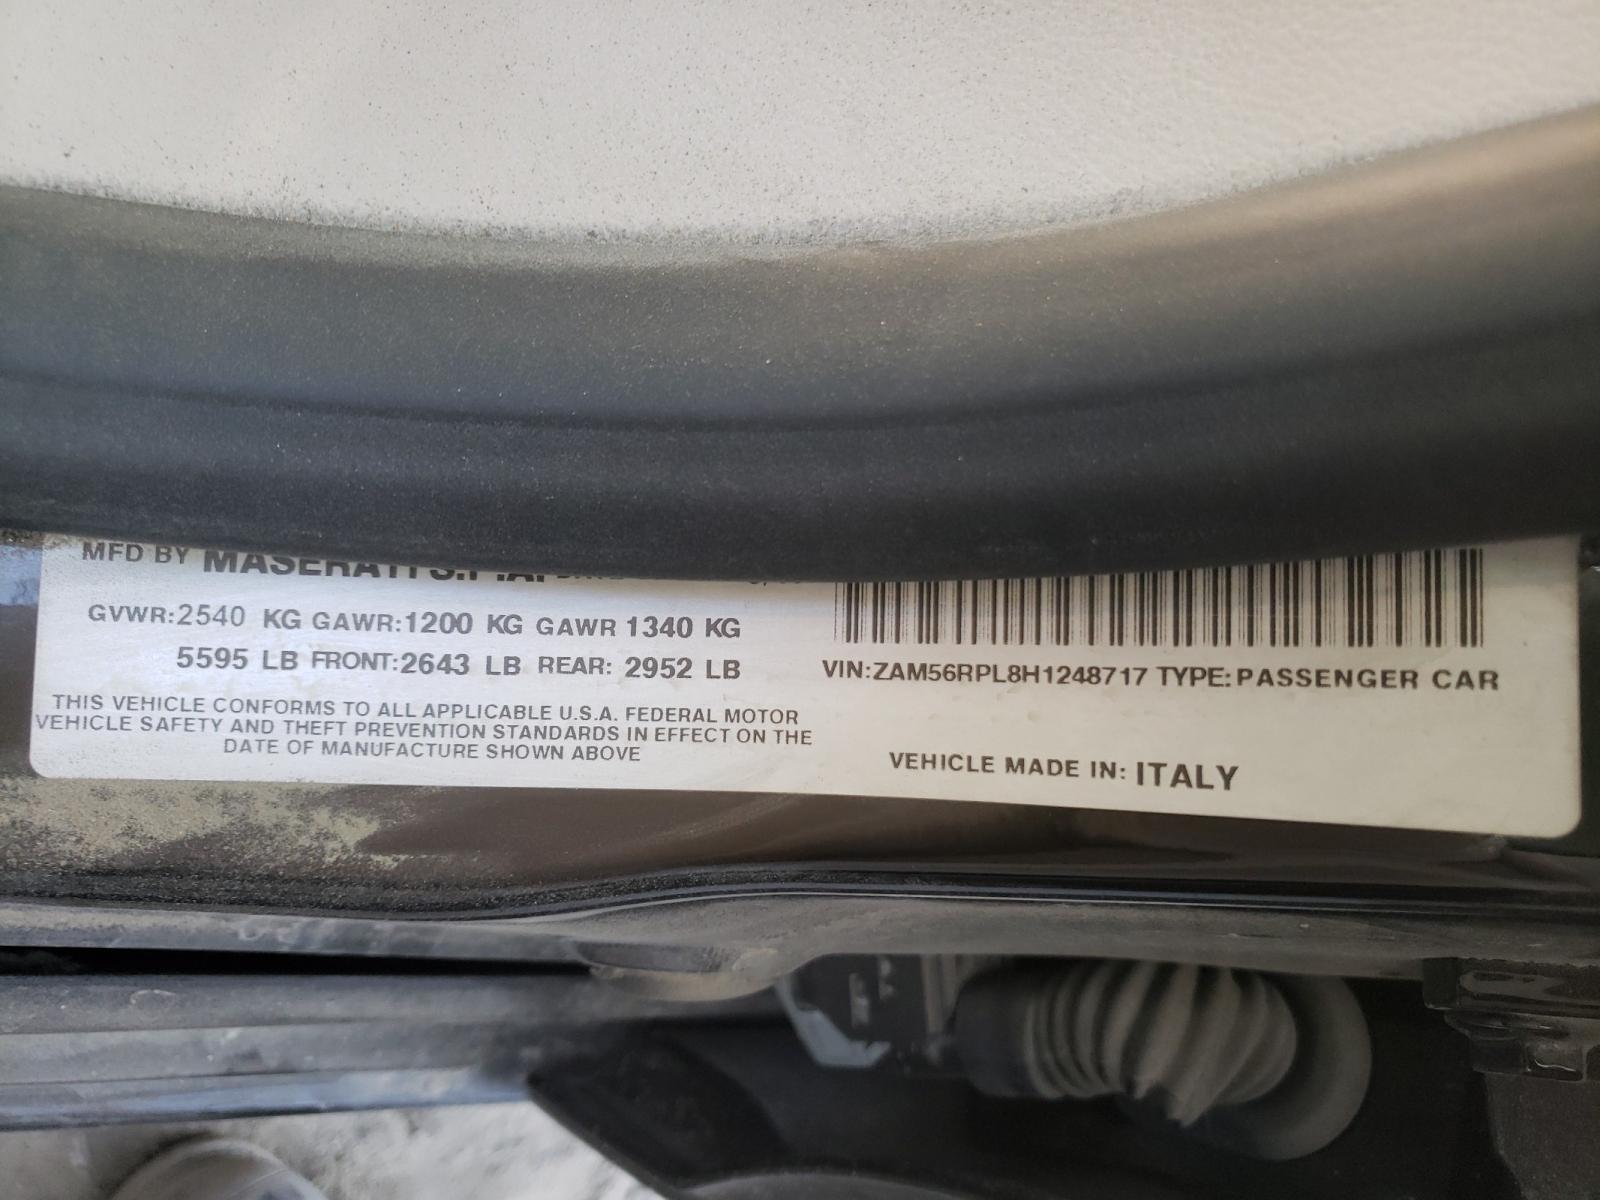 MFD BY MASERATI S.P.A.
GVWR:2540 KG GAWR:1200 KG GAWR 1340 KG
5595 LB FRONT:2643 LB REAR: 2952 LB
THIS VEHICLE CONFORMS TO ALL APPLICABLE U.S.A. FEDERAL MOTOR
VEHICLE SAFETY AND THEFT PREVENTION STANDARDS IN EFFECT ON THE
DATE OF MANUFACTURE SHOWN ABOVE
VIN:ZAM56RPL8H1248717 TYPE:PASSENGER CAR
VEHICLE MADE IN: ITALY